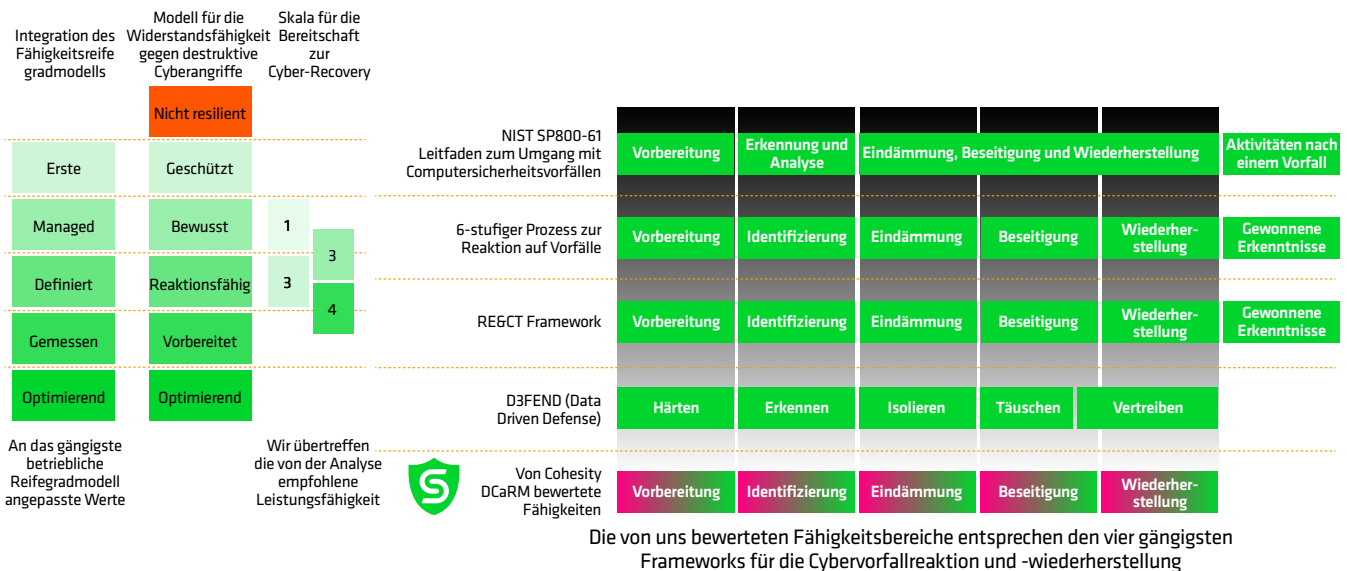 Integration des
Fähigkeitsreife
gradmodells
Modell für die
Widerstandsfähigkeit
gegen destruktive
Cyberangriffe
Skala für die
Bereitschaft
zur
Cyber-Recovery
Nicht resilient
Erste
Geschützt
Managed
Bewusst
1
3
Definiert
Reaktionsfähig
3
4
Gemessen
Vorbereitet
Optimierend
Optimierend
An das gängigste
betriebliche
Reifegradmodell
angepasste Werte
Wir übertreffen
die von der Analyse
empfohlene
Leistungsfähigkeit
NIST SP800-61
Leitfaden zum Umgang mit
Computersicherheitsvorfällen
Vorbereitung
Erkennung und
Analyse
Eindämmung, Beseitigung und Wiederherstellung
Aktivitäten nach
einem Vorfall
6-stufiger Prozess zur
Reaktion auf Vorfälle
Vorbereitung
Identifizierung
Eindämmung
Beseitigung
Wiederher-
stellung
Gewonnene
Erkenntnisse
RE&CT Framework
Vorbereitung
Identifizierung
Eindämmung
Beseitigung
Wiederher-
stellung
Gewonnene
Erkenntnisse
D3FEND (Data
Driven Defense)
Härten
Erkennen
Isolieren
Täuschen
Vertreiben
Von Cohesity
DCaRM bewertete
Fähigkeiten
Vorbereitung
Identifizierung
Eindämmung
Beseitigung
Wiederher-
stellung
Die von uns bewerteten Fähigkeitsbereiche entsprechen den vier gängigsten
Frameworks für die Cybervorfallreaktion und -wiederherstellung